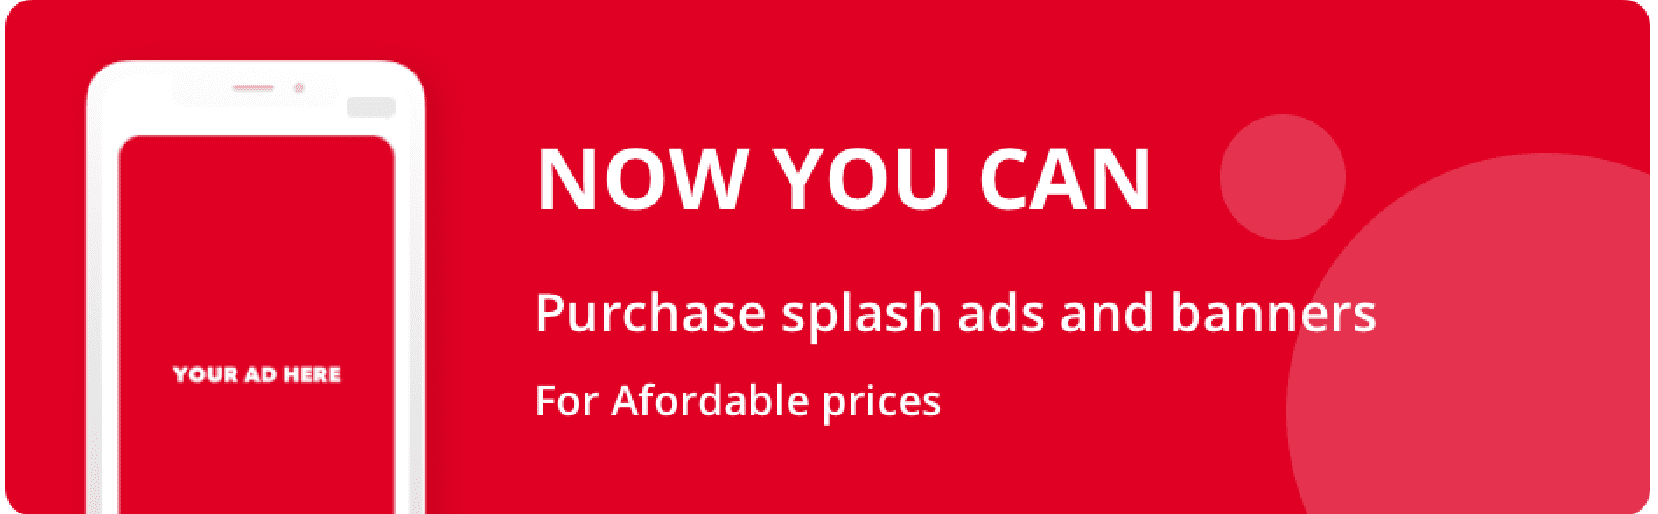 NOW YOU CAN
Purchase splash ads and banners
For Afordable prices
YOUR AD HERE